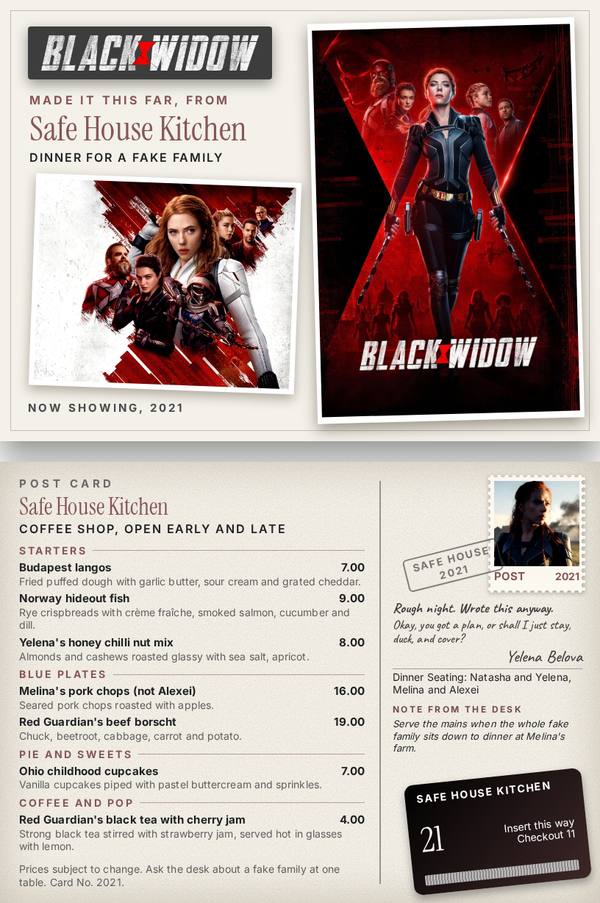 BLACK WIDOW
MADE IT THIS FAR, FROM
Safe House Kitchen
DINNER FOR A FAKE FAMILY
NOW SHOWING, 2021
BLACK WIDOW
POST CARD
Safe House Kitchen
COFFEE SHOP, OPEN EARLY AND LATE
STARTERS
Budapest langos 7.00
Fried puffed dough with garlic butter, sour cream and grated cheddar.
Norway hideout fish 9.00
Rye crispbreads with crème fraîche, smoked salmon, cucumber and
dill.
Yelena's honey chilli nut mix 8.00
Almonds and cashews roasted glassy with sea salt, apricot.
BLUE PLATES
Melina's pork chops (not Alexei) 16.00
Seared pork chops roasted with apples.
Red Guardian's beef borscht 19.00
Chuck, beetroot, cabbage, carrot and potato.
PIE AND SWEETS
Ohio childhood cupcakes 7.00
Vanilla cupcakes piped with pastel buttercream and sprinkles.
COFFEE AND POP
Red Guardian's black tea with cherry jam 4.00
Strong black tea stirred with strawberry jam, served hot in glasses
with lemon.
Prices subject to change. Ask the desk about a fake family at one
table. Card No. 2021.
SAFE HOUSE
2021
POST 2021
Rough night. Wrote this anyway.
Okay, you got a plan, or shall I just stay,
duck, and cover?
Yelena Belova
Dinner Seating: Natasha and Yelena,
Melina and Alexei
NOTE FROM THE DESK
Serve the mains when the whole fake
family sits down to dinner at Melina's
farm.
SAFE HOUSE KITCHEN
21
Insert this way
Checkout 11